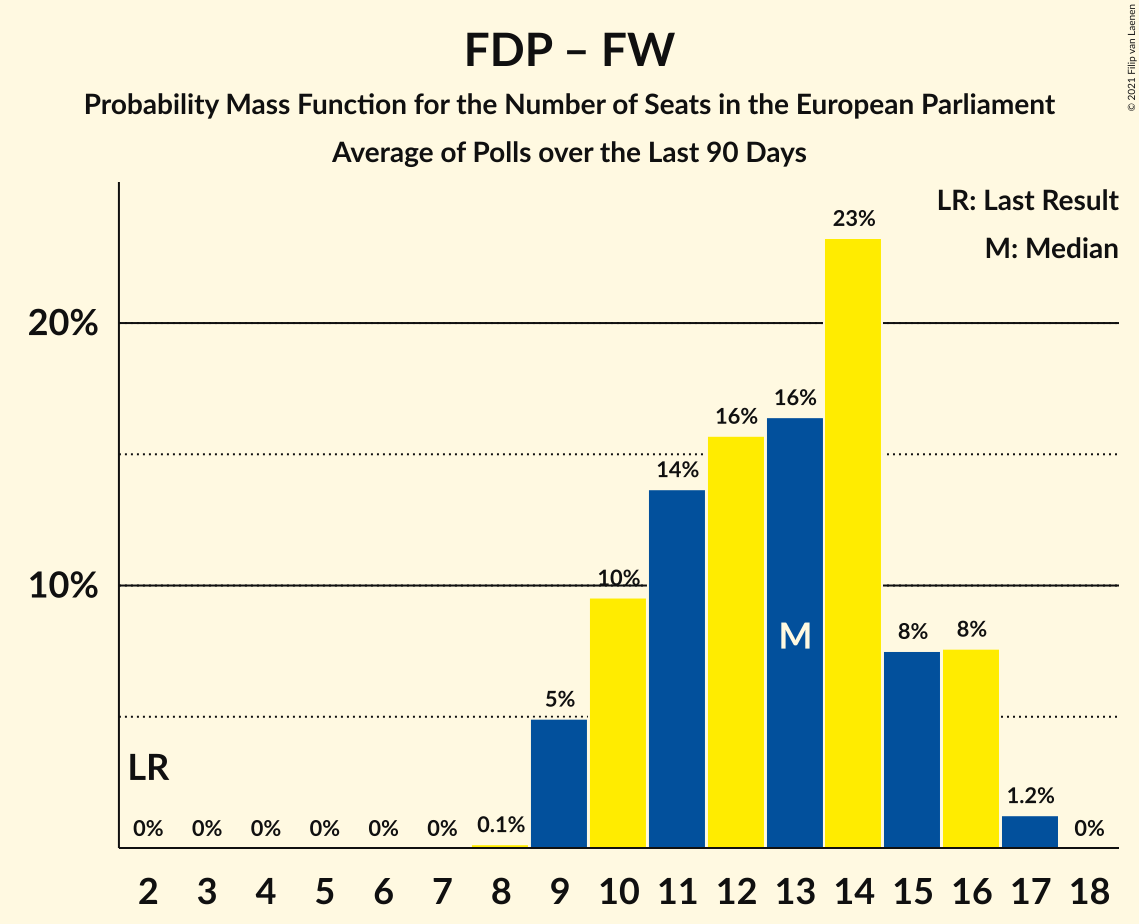 FDP – FW
Probability Mass Function for the Number of Seats in the European Parliament
Average of Polls over the Last 90 Days
© 2021 Filip van Laenen
LR: Last Result
M: Median
23%
20%
16%
16%
14%
10%
10%
M
8%
8%
5%
LR
1.2%
0% 0% 0% 0% 0% 0% 0.1% 0%
2 3 4 5 6 7 8 9 10 11 12 13 14 15 16 17 18